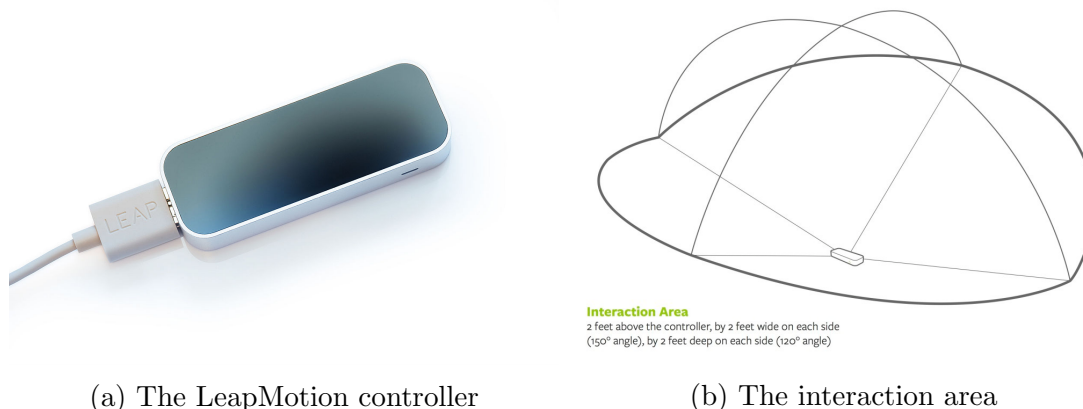 LEAP
Interaction Area
2 feet above the controller, by 2 feet wide on each side
(150° angle), by 2 feet deep on each side (120° angle)
(a) The LeapMotion controller
(b) The interaction area